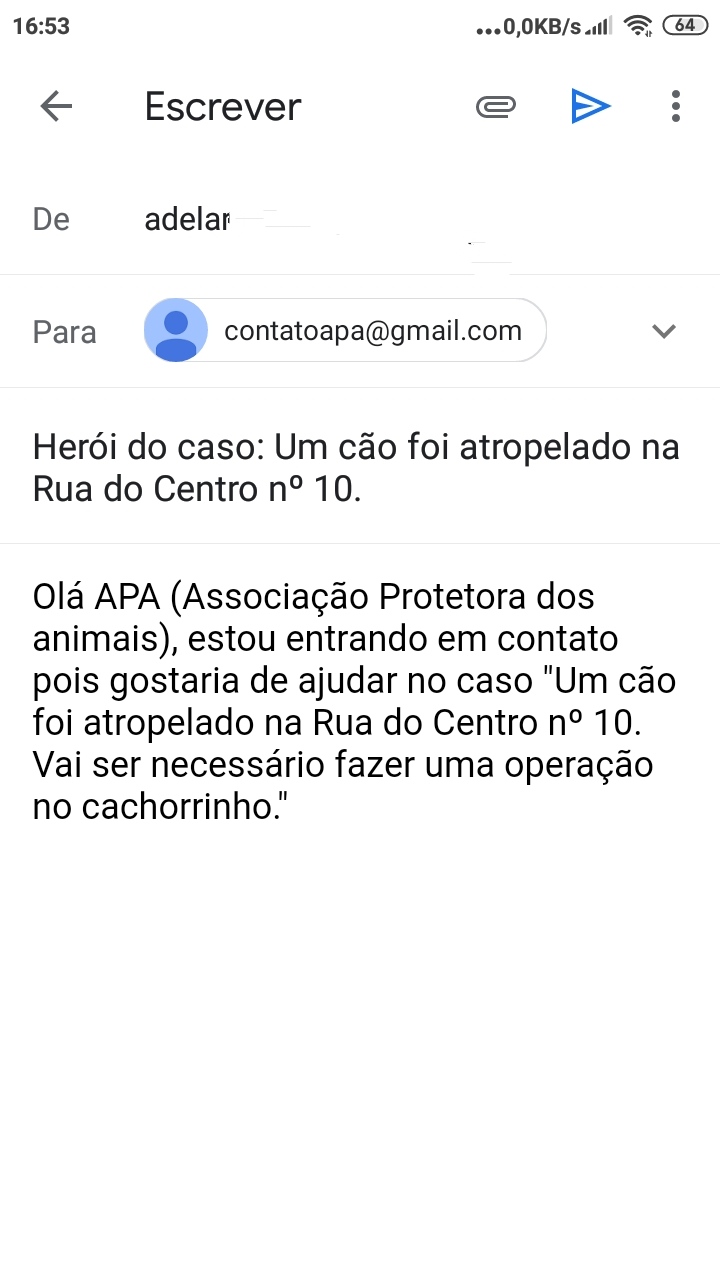 16:53 ...0,0KB/s 64
Escrever
De adelar
Para contatoapa@gmail.com
Herói do caso: Um cão foi atropelado na
Rua do Centro nº 10.
Olá APA (Associação Protetora dos
animais), estou entrando em contato
pois gostaria de ajudar no caso "Um cão
foi atropelado na Rua do Centro nº 10.
Vai ser necessário fazer uma operação
no cachorrinho."